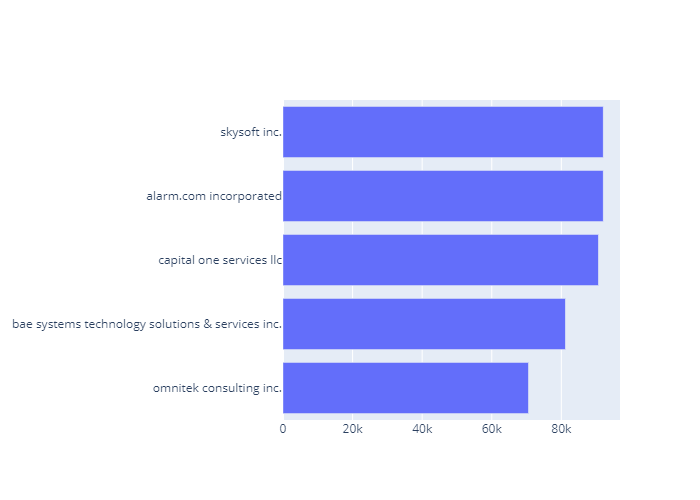 skysoft inc.
alarm.com incorporated
capital one services llc
bae systems technology solutions & services inc.
omnitek consulting inc.
0 20k 40k 60k 80k